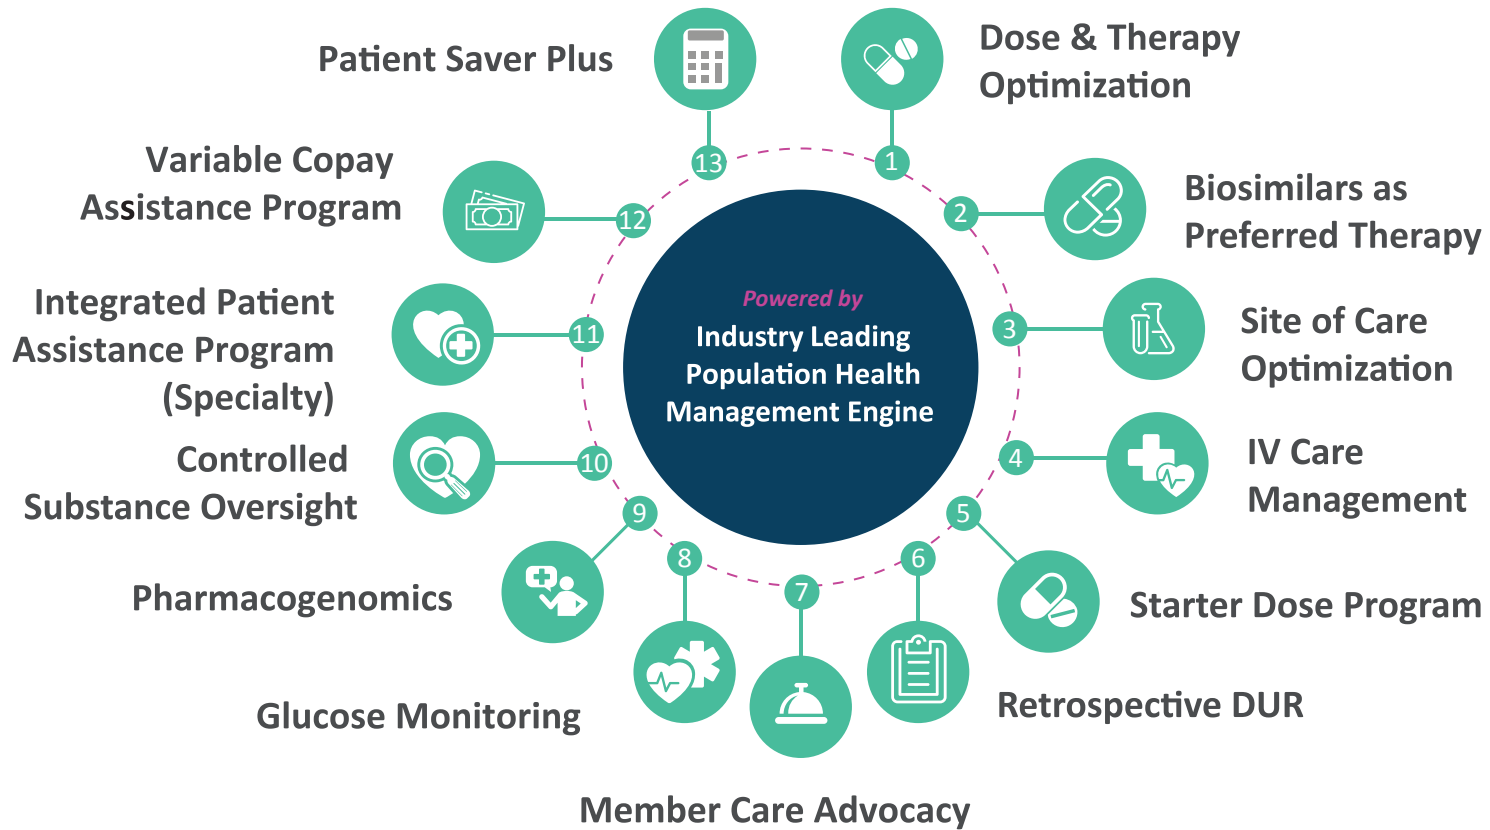 Patient Saver Plus
13
Dose & Therapy
Optimization
1
Variable Copay
Assistance Program
12
Biosimilars as
Preferred Therapy
2
Integrated Patient
Assistance Program
(Specialty)
11
Powered by
Industry Leading
Population Health
Management Engine
Site of Care
Optimization
3
Controlled
Substance Oversight
10
IV Care
Management
4
Pharmacogenomics
9
Starter Dose Program
5
Glucose Monitoring
8
Retrospective DUR
6
Member Care Advocacy
7